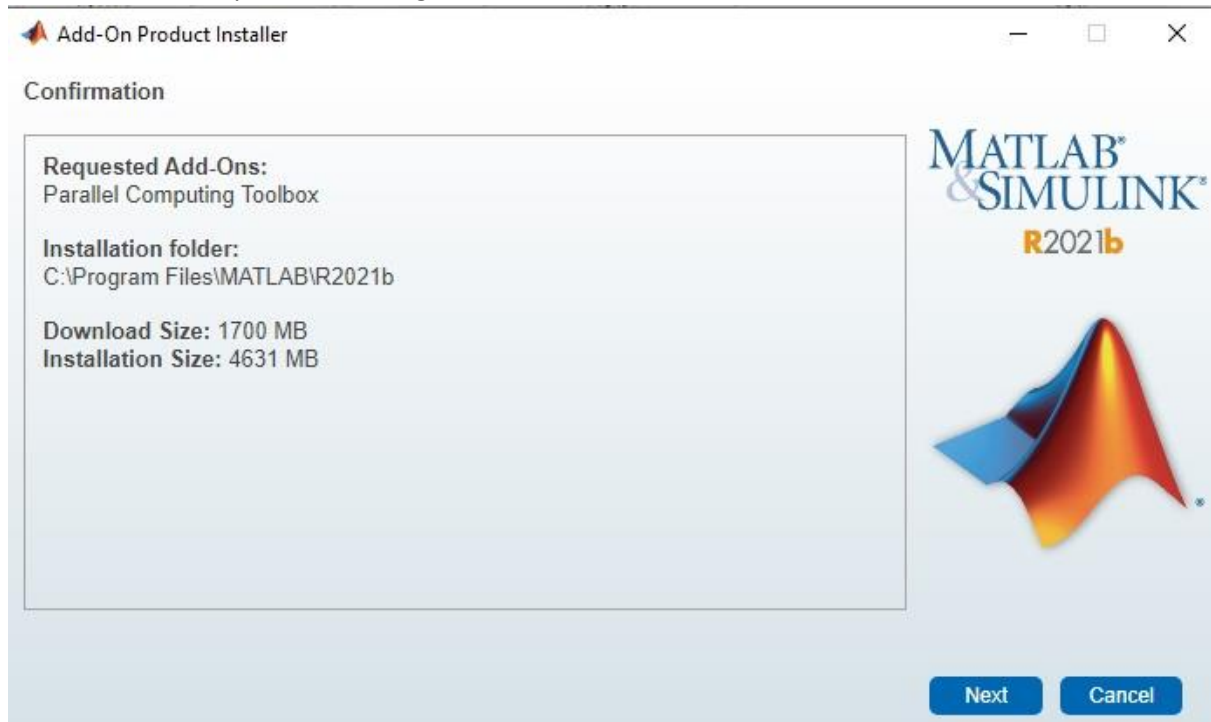 Add-On Product Installer
Confirmation
Requested Add-Ons:
Parallel Computing Toolbox
Installation folder:
C:\Program Files\MATLAB\R2021b
Download Size: 1700 MB
Installation Size: 4631 MB
MATLAB®
&SIMULINK®
R2021b
®
Next
Cancel